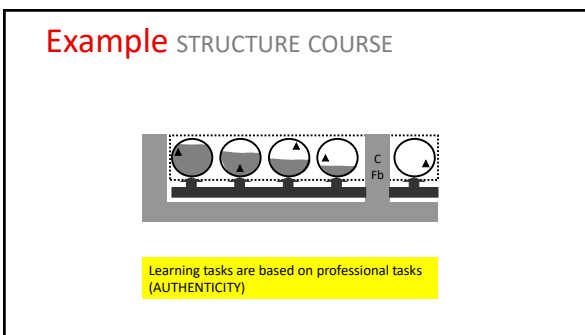 Example STRUCTURE COURSE
C
Fb
Learning tasks are based on professional tasks
(AUTHENTICITY)